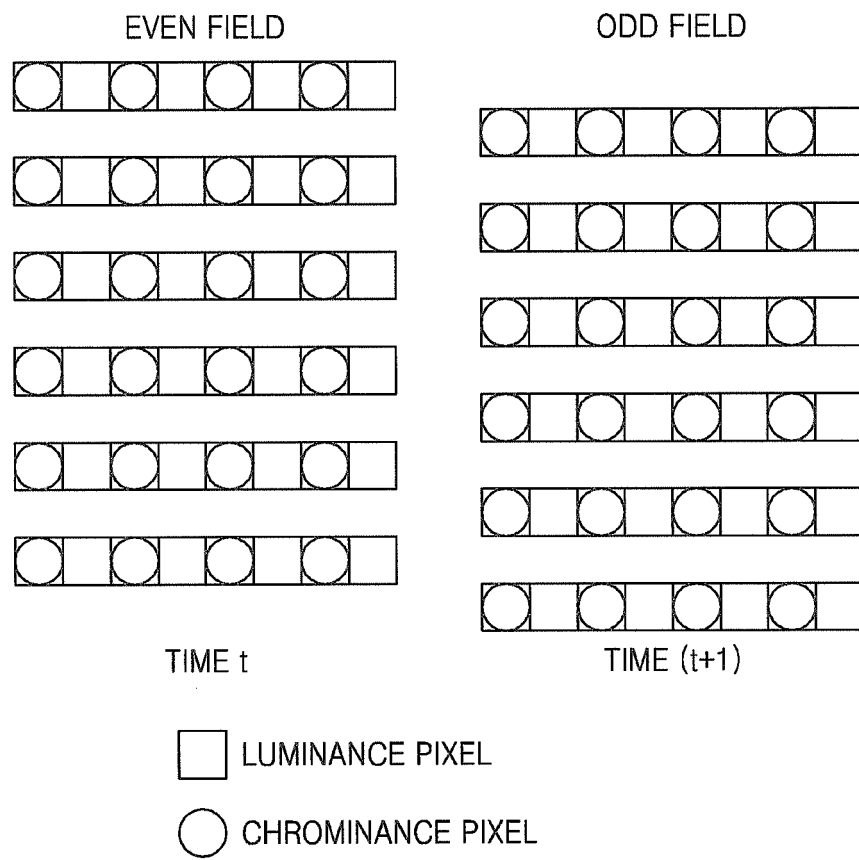 EVEN FIELD
ODD FIELD
TIME t
TIME (t+1)
LUMINANCE PIXEL
CHROMINANCE PIXEL